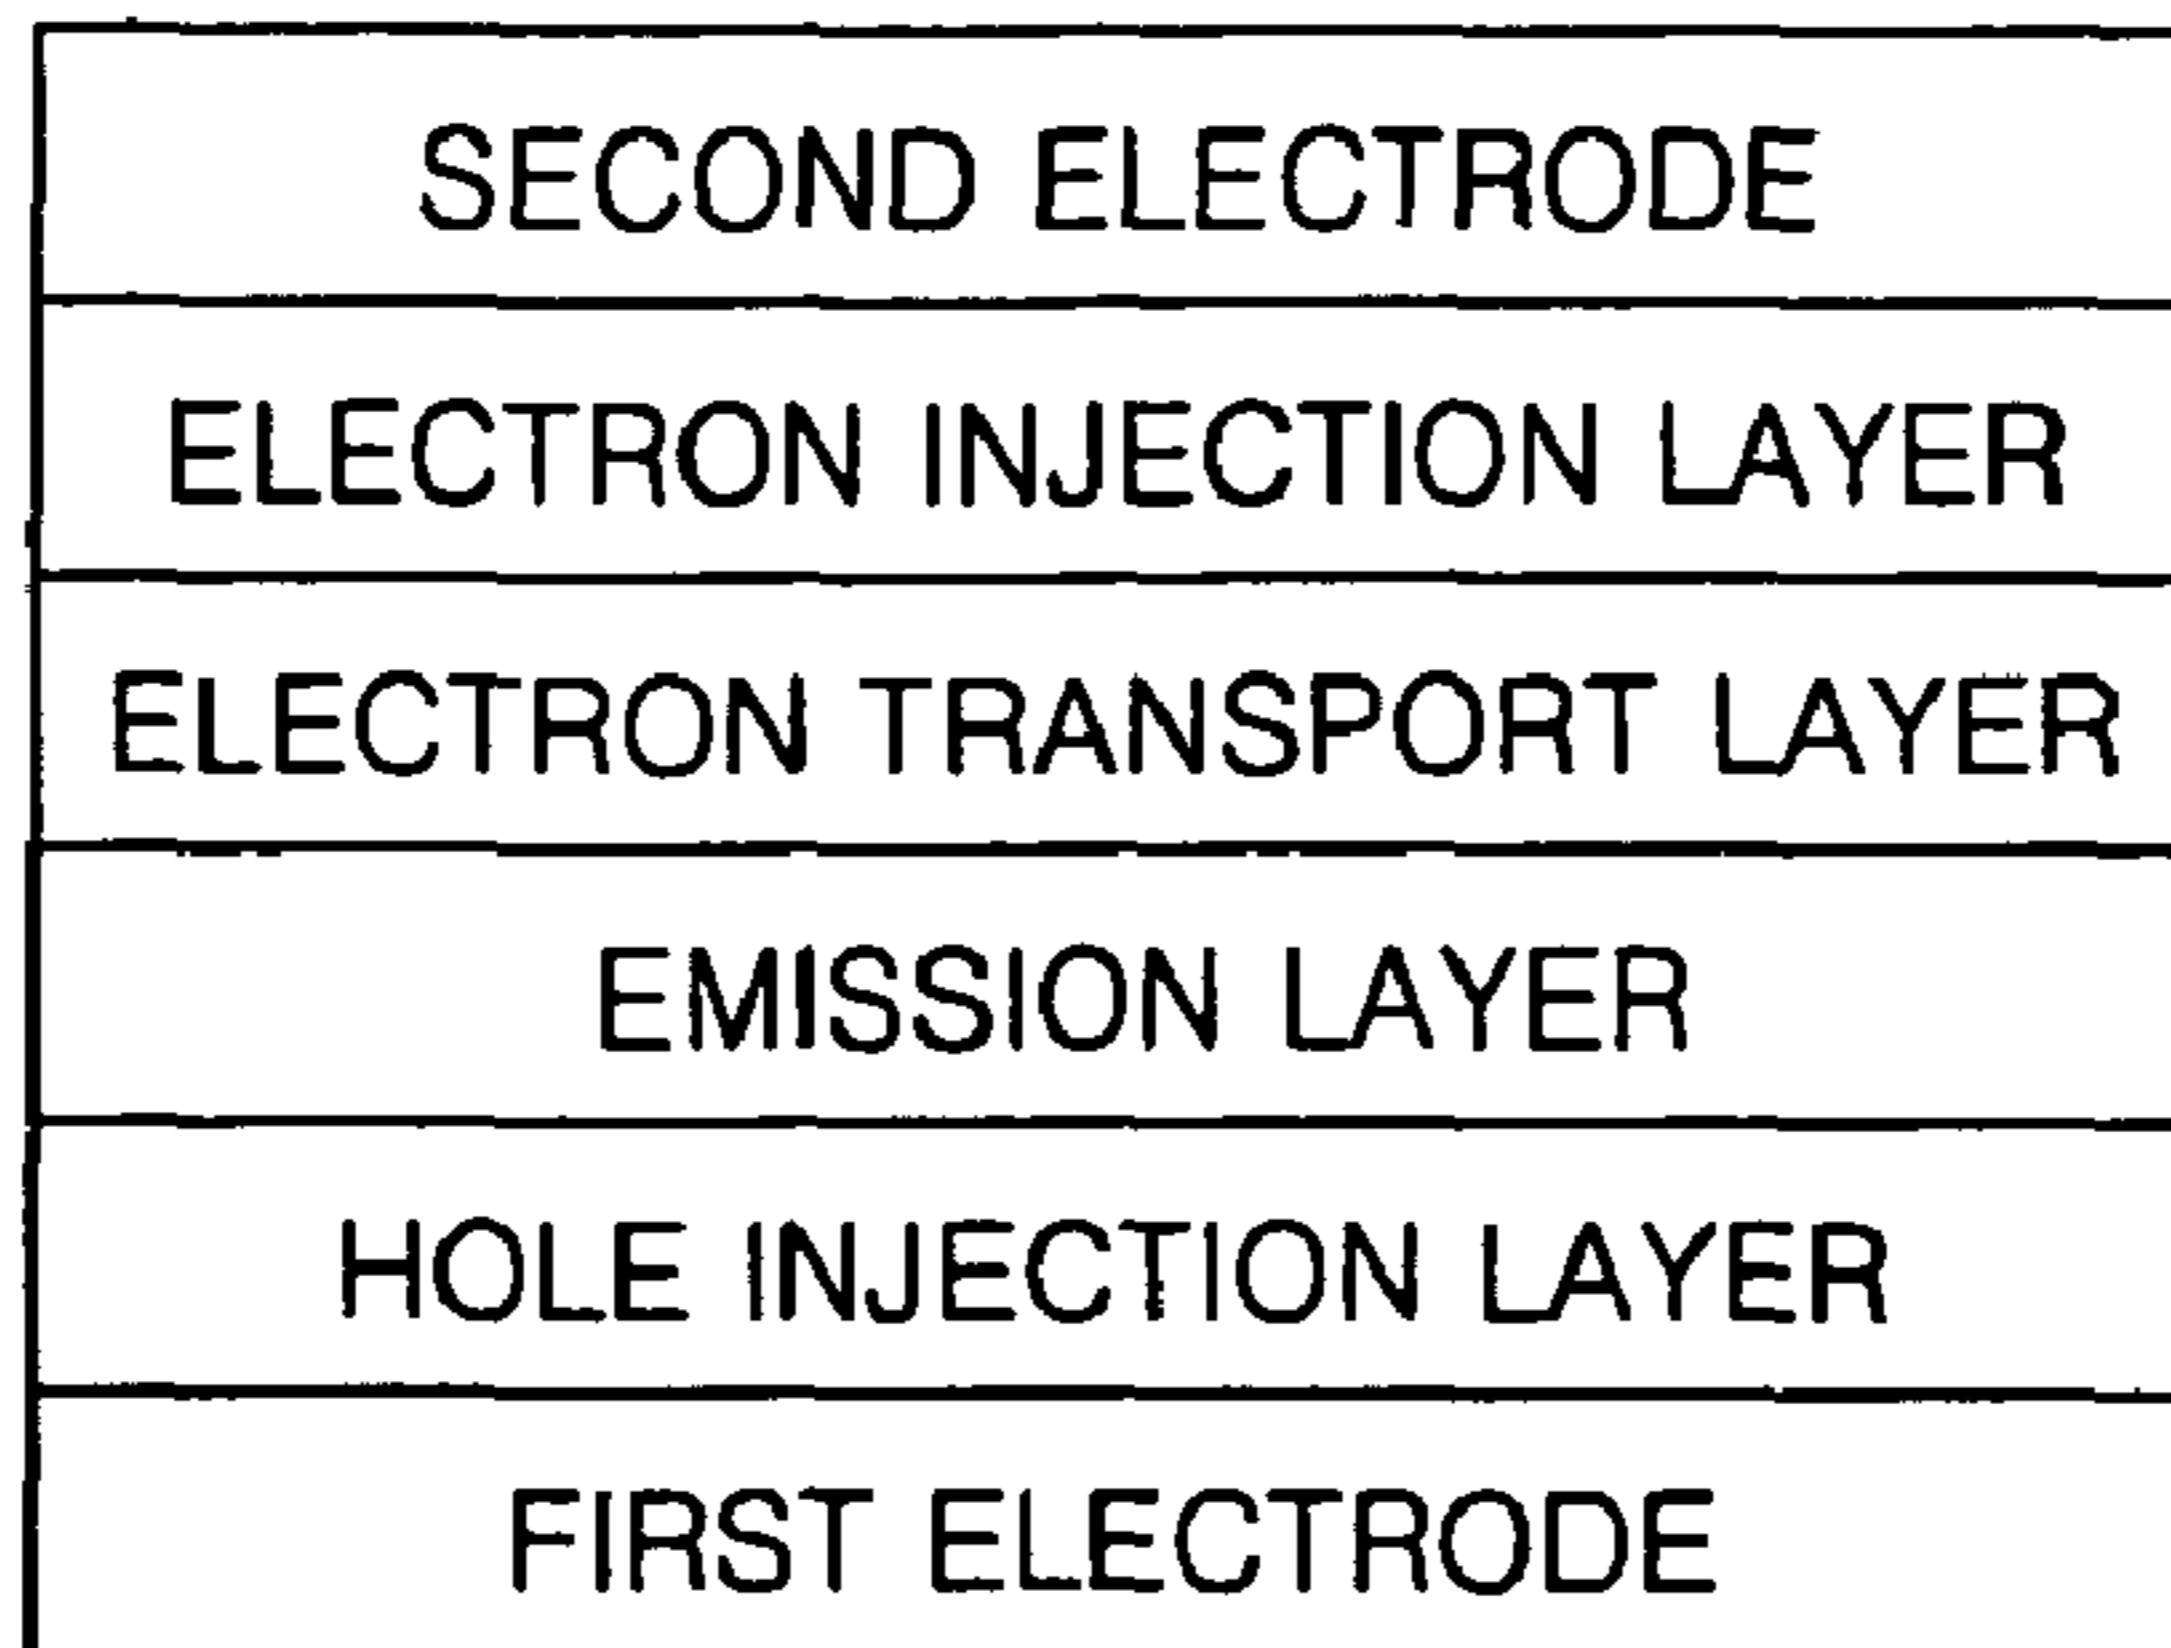 SECOND ELECTRODE
ELECTRON INJECTION LAYER
ELECTRON TRANSPORT LAYER
EMISSION LAYER
HOLE INJECTION LAYER
FIRST ELECTRODE